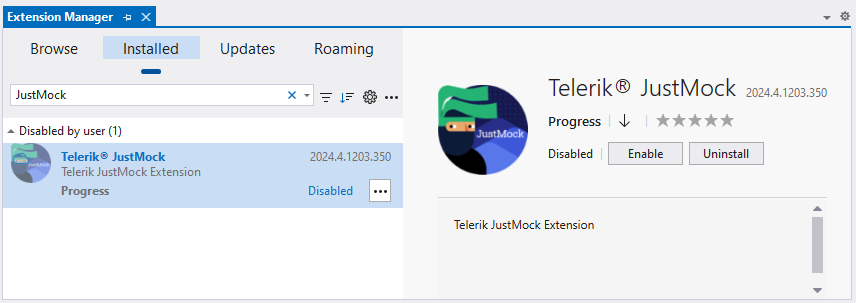 Extension Manager
Browse Installed Updates Roaming
JustMock
Disabled by user (1)
Telerik® JustMock 2024.4.1203.350
Telerik JustMock Extension
Progress Disabled
JustMock
Telerik® JustMock 2024.4.1203.350
Progress
Disabled Enable Uninstall
Telerik JustMock Extension